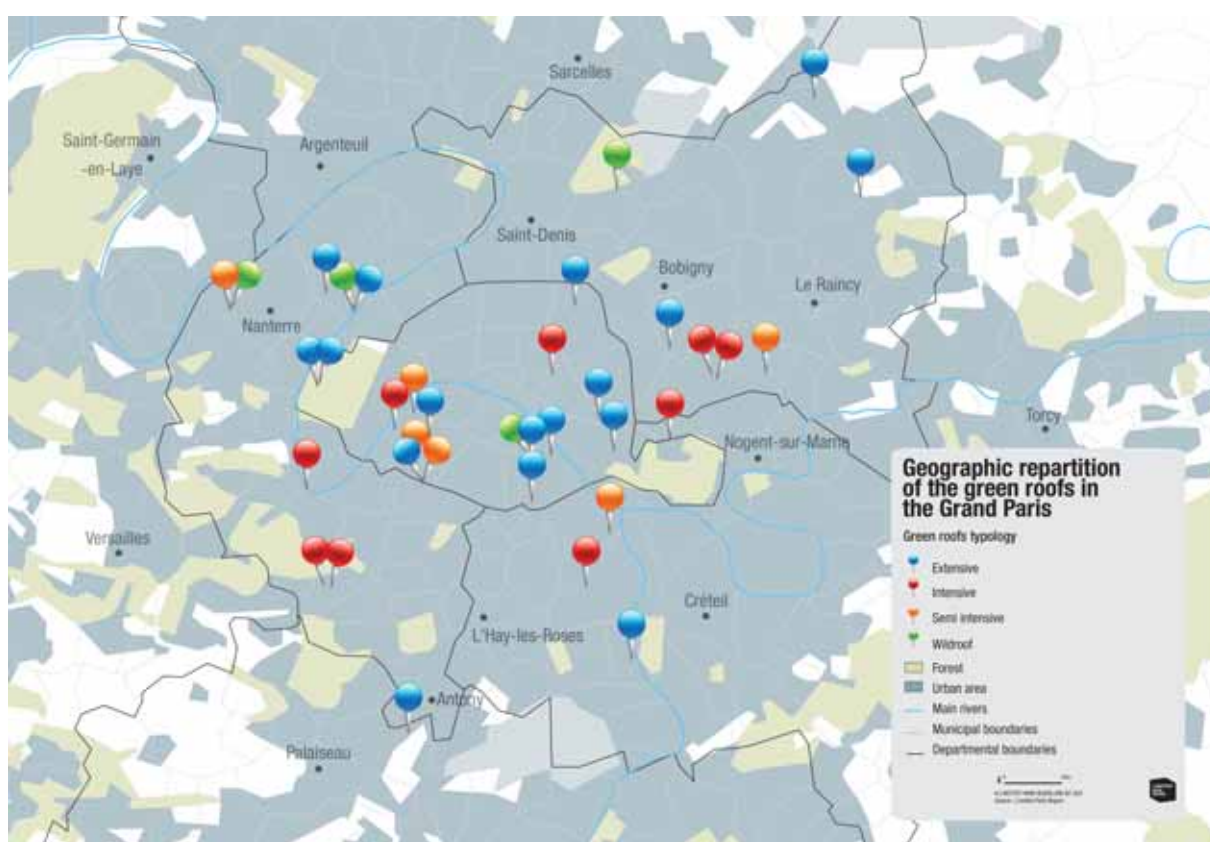 Sarcelles
Saint-Germain
-en-Laye
Argenteuil
Saint-Denis
Bobigny
Le Raincy
Nanterre
Torcy
Nogent-sur-Marne
Versailles
Créteil
L'Hay-les-Roses
Antony
Palaiseau
Geographic repartition
of the green roofs in
the Grand Paris
Green roofs typology
Extensive
Intensive
Semi intensive
Wildroof
Forest
Urban area
Main rivers
Municipal boundaries
Departmental boundaries